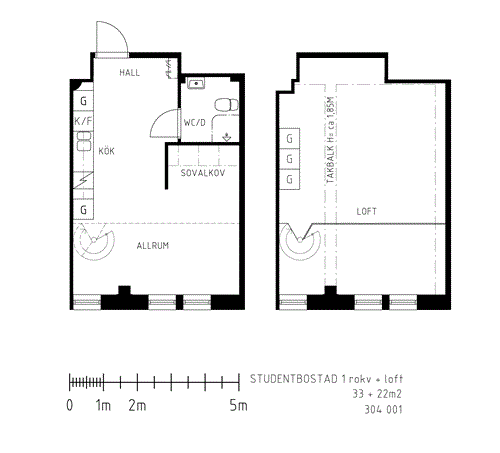 HALL
G
K/F
KÖK
WC/D
SOVALKOV
G
ALLRUM
G
G
G
TAKBALK H= ca 1,85M
LOFT
STUDENTBOSTAD 1 rokv + loft
33 + 22m2
304 001
0 1m 2m 5m